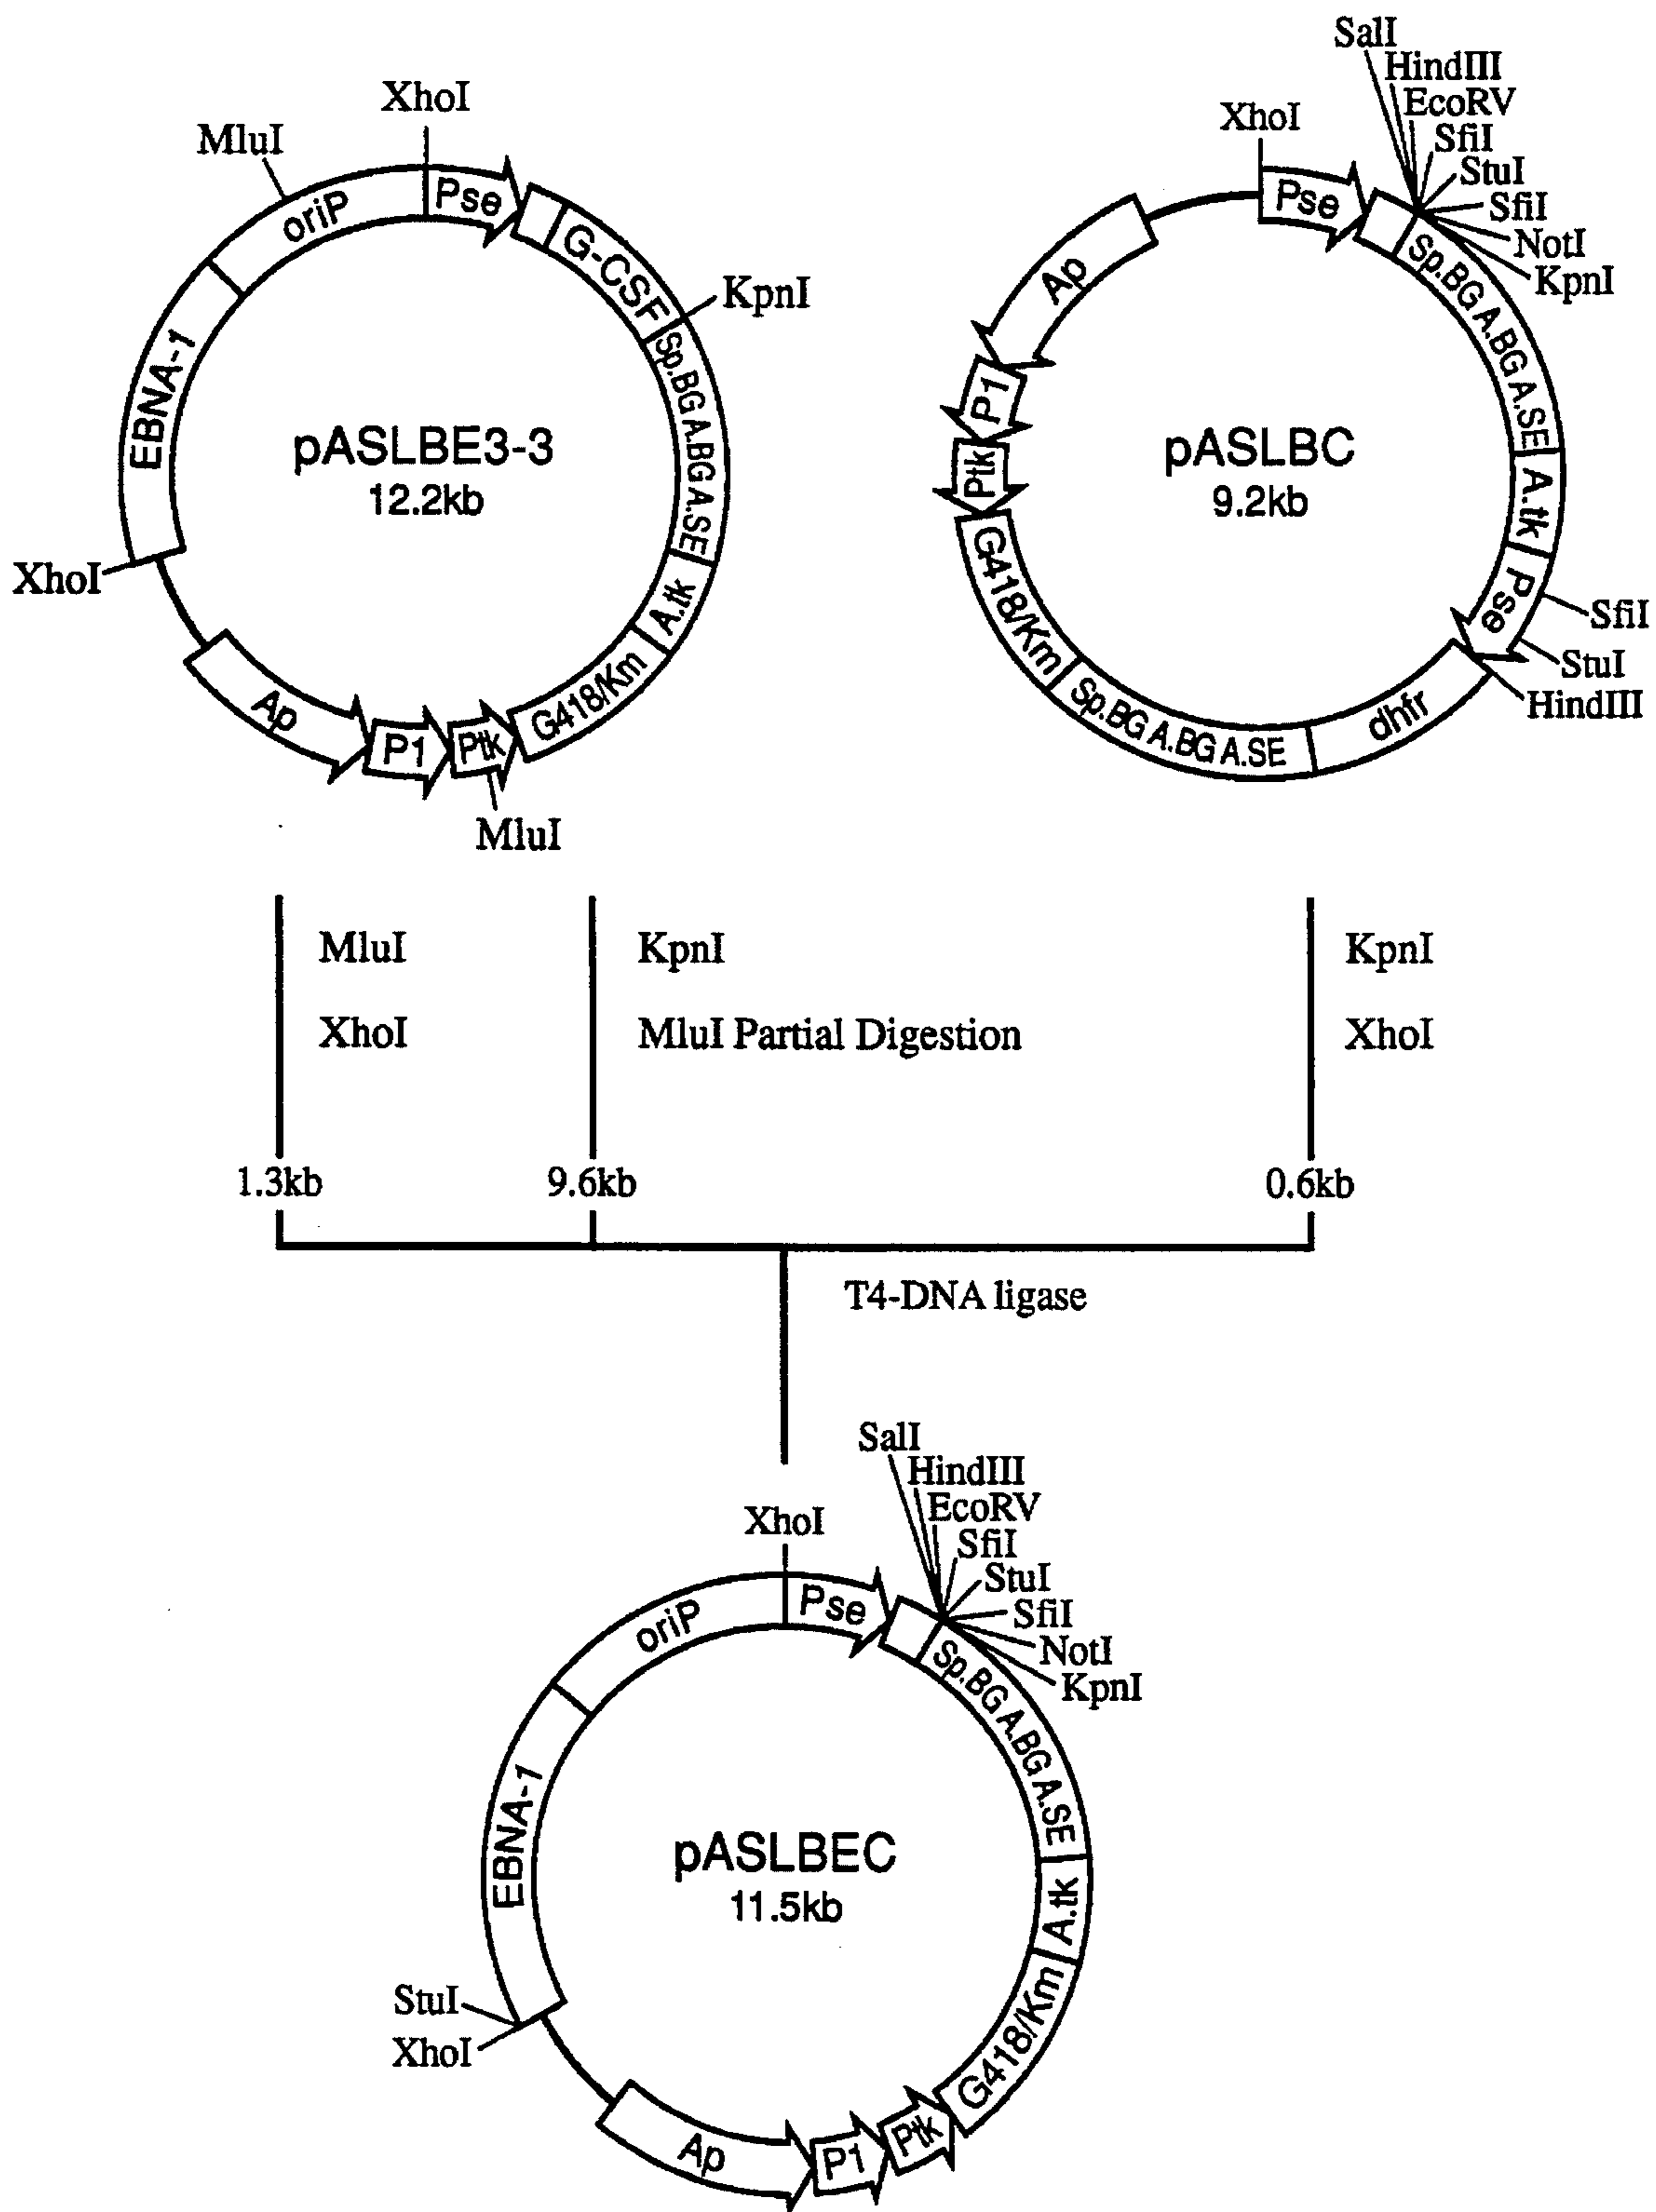 XhoI
MluI
oriP
Pse
G-CSF
KpnI
Sp.BG A.BG A.SE
A.tk
G418/Km
Ptk
MluI
P1
Ap
XhoI
EBNA-1
pASLBE3-3
12.2kb
SalI
HindIII
EcoRV
SfiI
StuI
SfiI
NotI
KpnI
XhoI
Pse
Sp.BG A.BG A.SE
A.tk
Pse
SfiI
StuI
HindIII
dhfr
Sp.BG A.BG A.SE
G418/Km
Ptk
P1
Ap
pASLBC
9.2kb
MluI
XhoI
KpnI
MluI Partial Digestion
KpnI
XhoI
1.3kb
9.6kb
0.6kb
T4-DNA ligase
SalI
HindIII
EcoRV
SfiI
StuI
SfiI
NotI
KpnI
XhoI
Pse
Sp.BG A.BG A.SE
A.tk
G418/Km
Ptk
P1
Ap
StuI
XhoI
EBNA-1
oriP
pASLBEC
11.5kb